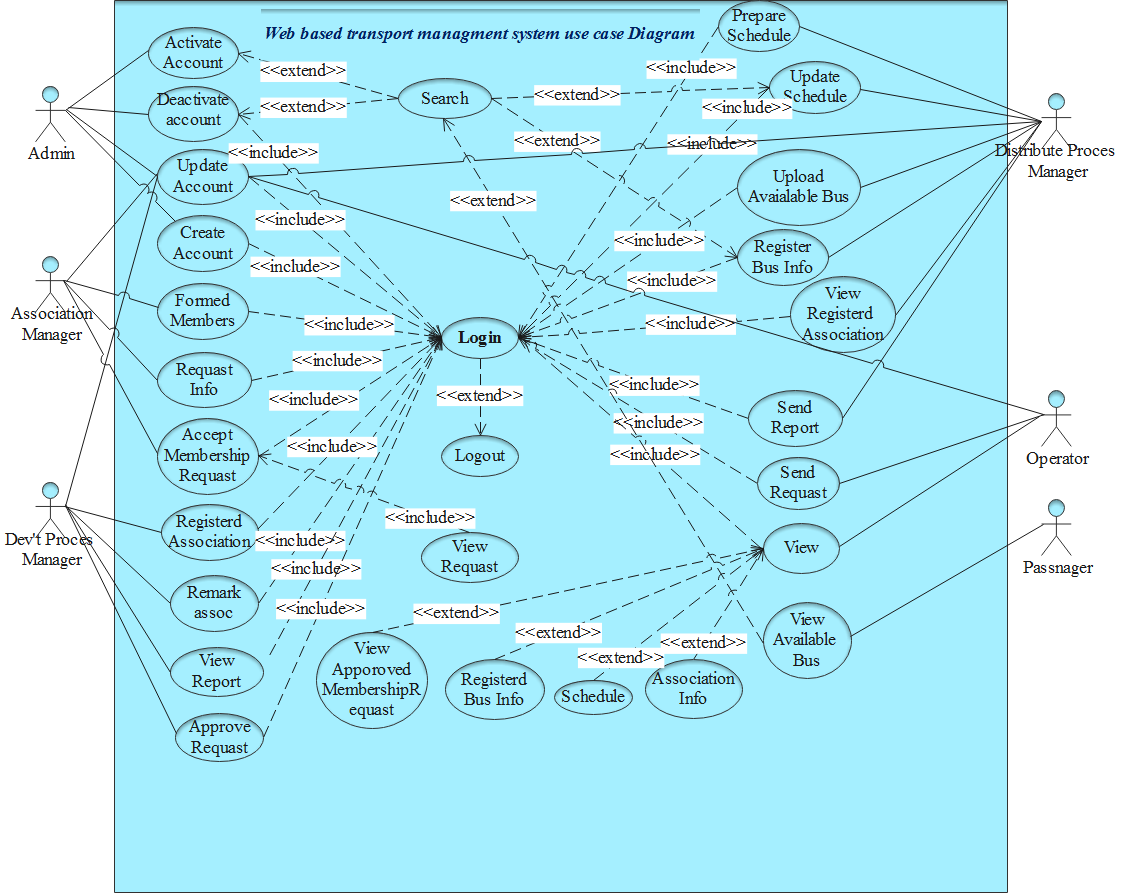 Web based transport managment system use case Diagram
Prepare
Schedule
Activate
Account
<<extend>>
<<include>>
Update
Schedule
Search
<<extend>>
Deactivate
account
<<extend>>
<<include>>
Admin
<<extend>>
<<include>>
<<include>>
Distribute Proces
Manager
Update
Account
Upload
Avaialable Bus
<<extend>>
<<include>>
Create
Account
<<include>>
Register
Bus Info
<<include>>
<<include>>
Association
Manager
Formed
Members
<<include>>
View
Registerd
Association
<<include>>
Login
<<include>>
Requast
Info
<<include>>
<<extend>>
<<include>>
Send
Report
<<include>>
Operator
Accept
Membership
Requast
<<include>>
Logout
<<include>>
Send
Requast
Dev't Proces
Manager
Registerd
Association
<<include>>
<<include>>
View
Requast
View
Passnager
<<include>>
Remark
assoc
<<include>>
<<extend>>
<<extend>>
<<extend>>
<<extend>>
View
Available
Bus
View
Report
View
Apporoved
MembershipR
equast
Registerd
Bus Info
Schedule
Association
Info
Approve
Requast